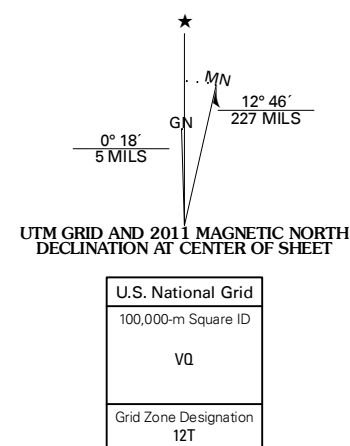 ★
MN
12° 46´
227 MILS
GN
0° 18´
5 MILS
UTM GRID AND 2011 MAGNETIC NORTH
DECLINATION AT CENTER OF SHEET
U.S. National Grid
100,000-m Square ID
VQ
Grid Zone Designation
12T